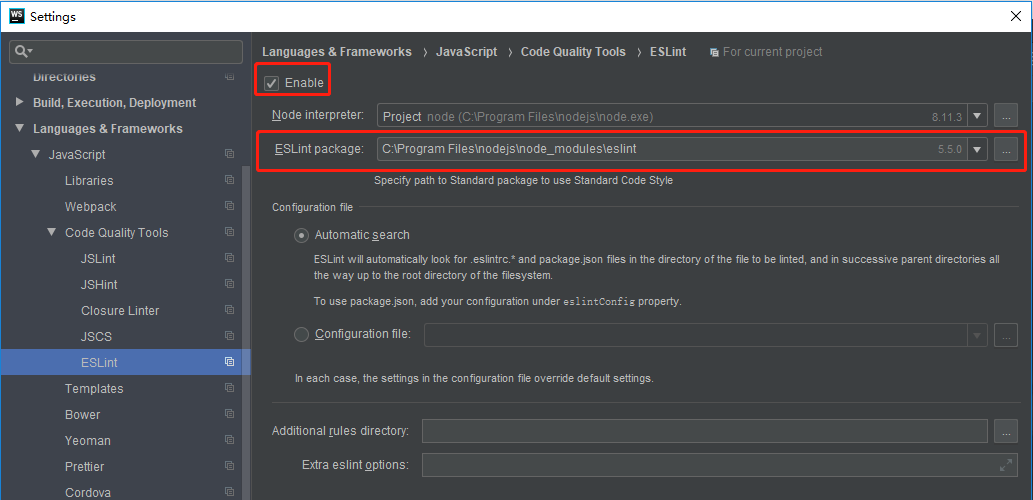 WS Settings
Directories
Build, Execution, Deployment
Languages & Frameworks
JavaScript
Libraries
Webpack
Code Quality Tools
JSLint
JSHint
Closure Linter
JSCS
ESLint
Templates
Bower
Yeoman
Prettier
Cordova
Languages & Frameworks › JavaScript › Code Quality Tools › ESLint For current project
Enable
Node interpreter: Project node (C:\Program Files\nodejs\node.exe) 8.11.3 ...
ESLint package: C:\Program Files\nodejs\node_modules\eslint 5.5.0 ...
Specify path to Standard package to use Standard Code Style
Configuration file
Automatic search
ESLint will automatically look for .eslintrc.* and package.json files in the directory of the file to be linted, and in successive parent directories all
the way up to the root directory of the filesystem.
To use package.json, add your configuration under eslintConfig property.
Configuration file: ...
In each case, the settings in the configuration file override default settings.
Additional rules directory: ...
Extra eslint options: